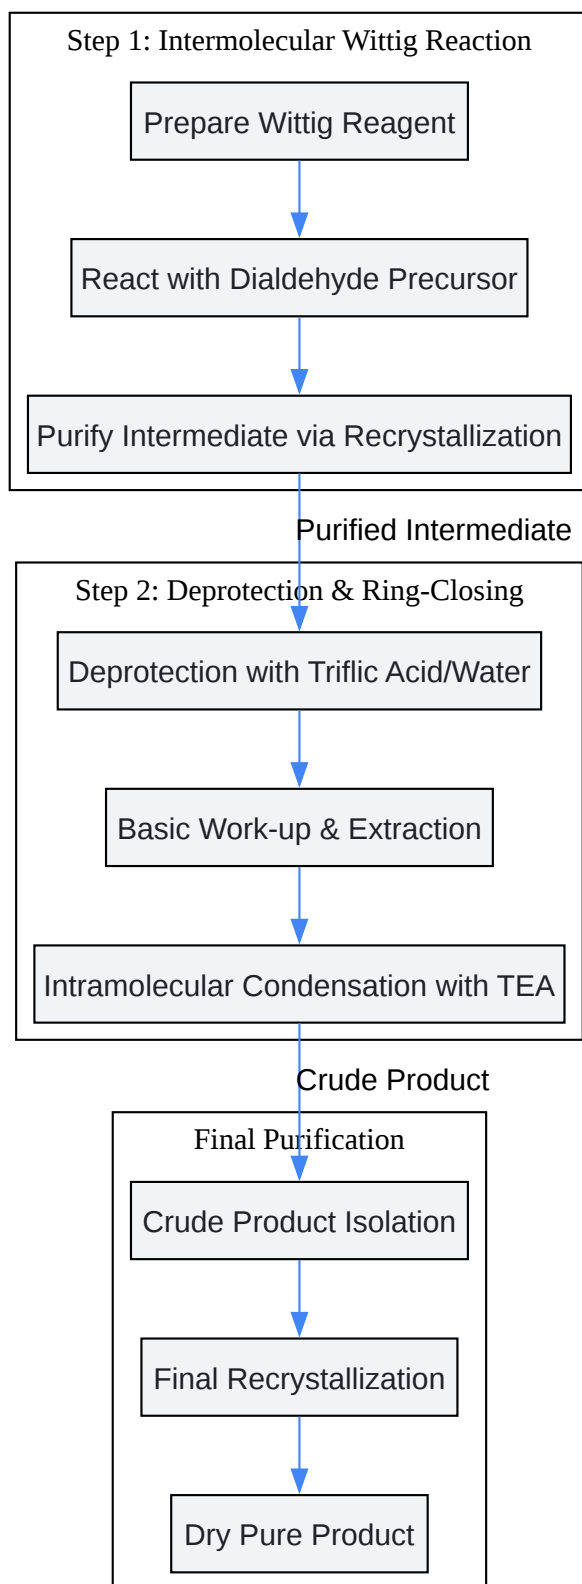 Step 1: Intermolecular Wittig Reaction
Prepare Wittig Reagent
React with Dialdehyde Precursor
Purify Intermediate via Recrystallization
Purified Intermediate
Step 2: Deprotection & Ring-Closing
Deprotection with Triflic Acid/Water
Basic Work-up & Extraction
Intramolecular Condensation with TEA
Crude Product
Final Purification
Crude Product Isolation
Final Recrystallization
Dry Pure Product